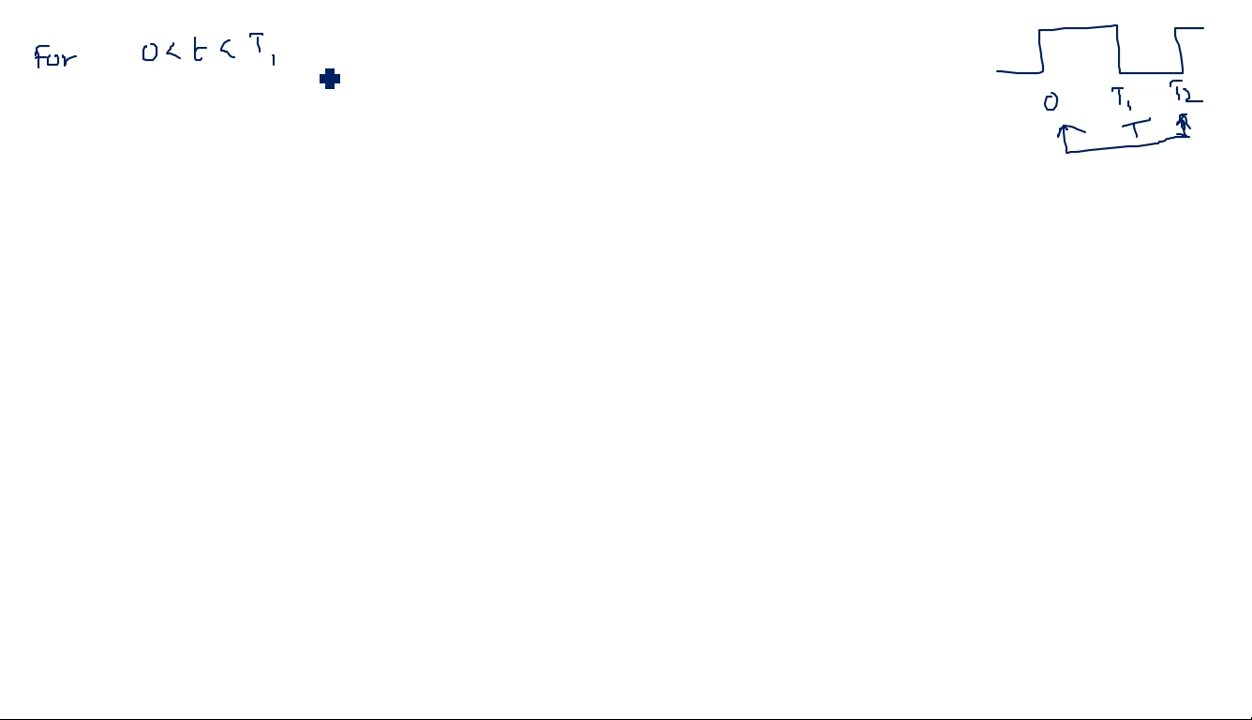 For 0 < t < T₁
0 T₁ T₂
T